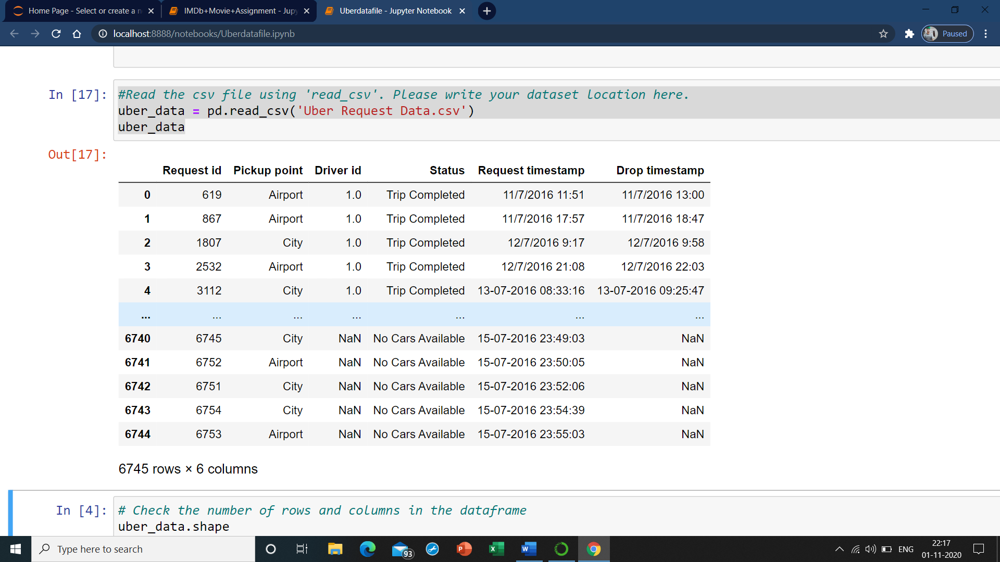 Home Page - Select or create a n
IMDb+Movie+Assignment - Jupy
Uberdatafile - Jupyter Notebook
localhost:8888/notebooks/Uberdatafile.ipynb
Paused
In [17]: #Read the csv file using 'read_csv'. Please write your dataset location here.
uber_data = pd.read_csv('Uber Request Data.csv')
uber_data
Out[17]:
Request id Pickup point Driver id Status Request timestamp Drop timestamp
0 619 Airport 1.0 Trip Completed 11/7/2016 11:51 11/7/2016 13:00
1 867 Airport 1.0 Trip Completed 11/7/2016 17:57 11/7/2016 18:47
2 1807 City 1.0 Trip Completed 12/7/2016 9:17 12/7/2016 9:58
3 2532 Airport 1.0 Trip Completed 12/7/2016 21:08 12/7/2016 22:03
4 3112 City 1.0 Trip Completed 13-07-2016 08:33:16 13-07-2016 09:25:47
... ... ... ... ... ... ...
6740 6745 City NaN No Cars Available 15-07-2016 23:49:03 NaN
6741 6752 Airport NaN No Cars Available 15-07-2016 23:50:05 NaN
6742 6751 City NaN No Cars Available 15-07-2016 23:52:06 NaN
6743 6754 City NaN No Cars Available 15-07-2016 23:54:39 NaN
6744 6753 Airport NaN No Cars Available 15-07-2016 23:55:03 NaN
6745 rows × 6 columns
In [4]: # Check the number of rows and columns in the dataframe
uber_data.shape
Type here to search
93
ENG
22:17
01-11-2020